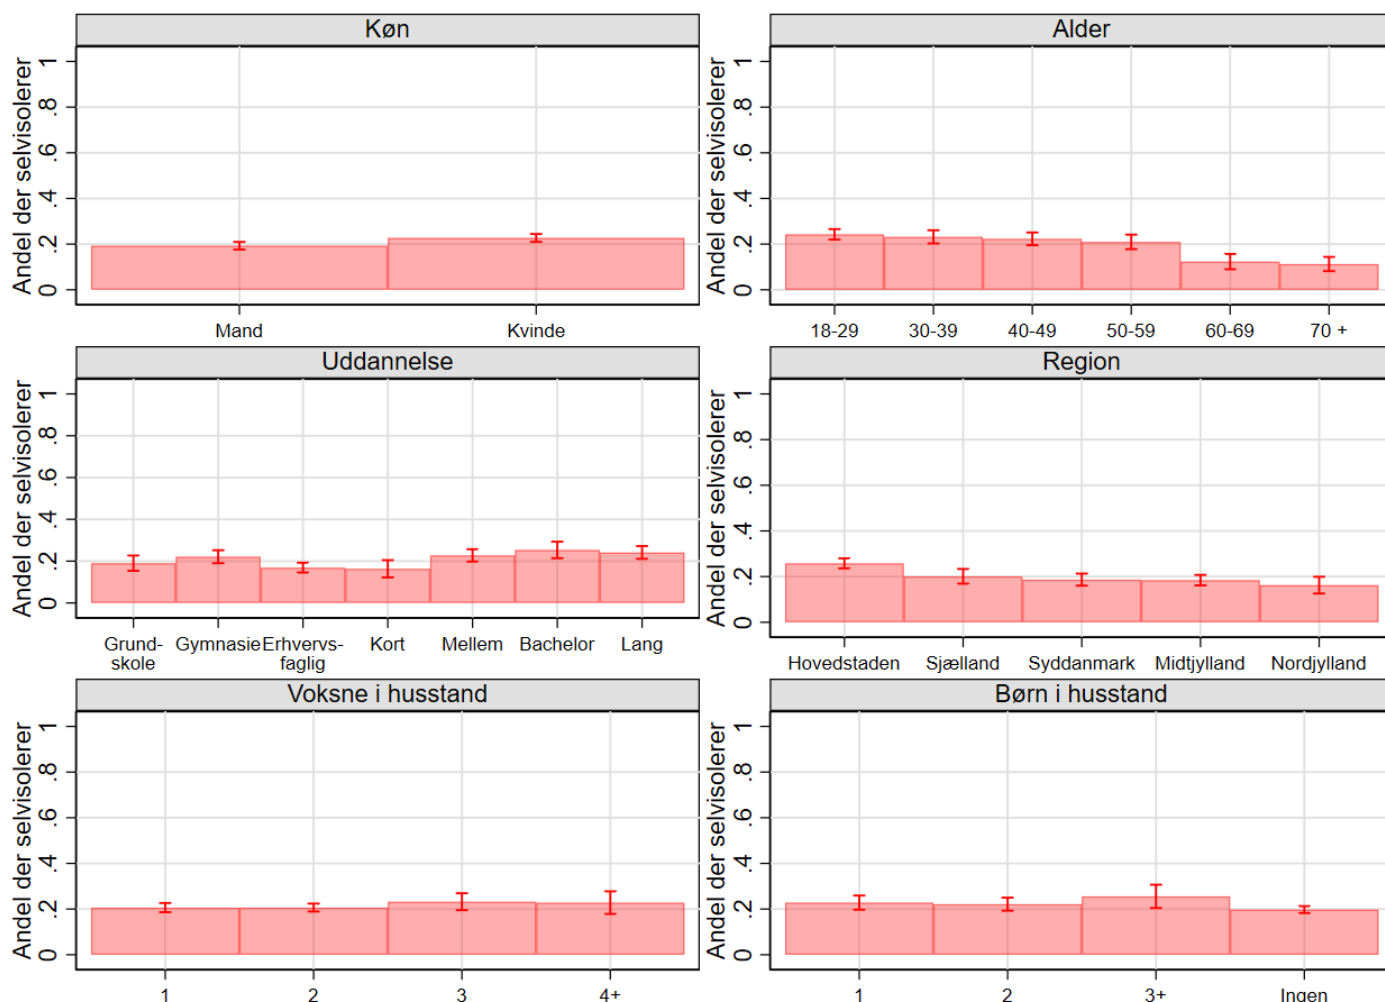 Køn
Andel der selvisolerer
0 .2 .4 .6 .8 1
Mand Kvinde
Alder
Andel der selvisolerer
0 .2 .4 .6 .8 1
18-29 30-39 40-49 50-59 60-69 70 +
Uddannelse
Andel der selvisolerer
0 .2 .4 .6 .8 1
Grund- Gymnasie Erhvervs- Kort Mellem Bachelor Lang
skole faglig
Region
Andel der selvisolerer
0 .2 .4 .6 .8 1
Hovedstaden Sjælland Syddanmark Midtjylland Nordjylland
Voksne i husstand
Andel der selvisolerer
0 .2 .4 .6 .8 1
1 2 3 4+
Børn i husstand
Andel der selvisolerer
0 .2 .4 .6 .8 1
1 2 3+ Ingen